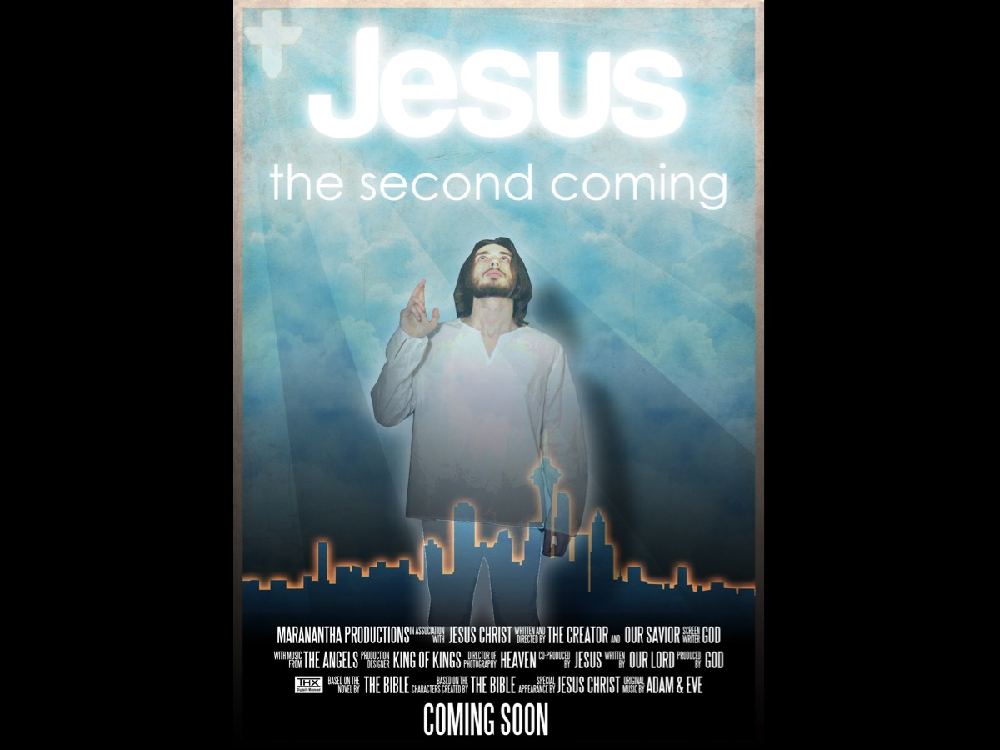 Jesus
the second coming
MARANANTHA PRODUCTIONS IN ASSOCIATION WITH JESUS CHRIST WRITTEN AND DIRECTED BY THE CREATOR AND OUR SAVIOR SCREEN WRITER GOD
WITH MUSIC FROM THE ANGELS PRODUCTION DESIGNER KING OF KINGS DIRECTOR OF PHOTOGRAPHY HEAVEN CO-PRODUCED BY JESUS WRITTEN BY OUR LORD PRODUCED BY GOD
THX Digitally Mastered BASED ON THE NOVEL BY THE BIBLE BASED ON THE CHARACTERS CREATED BY THE BIBLE SPECIAL APPEARANCE BY JESUS CHRIST ORIGINAL MUSIC BY ADAM & EVE
COMING SOON